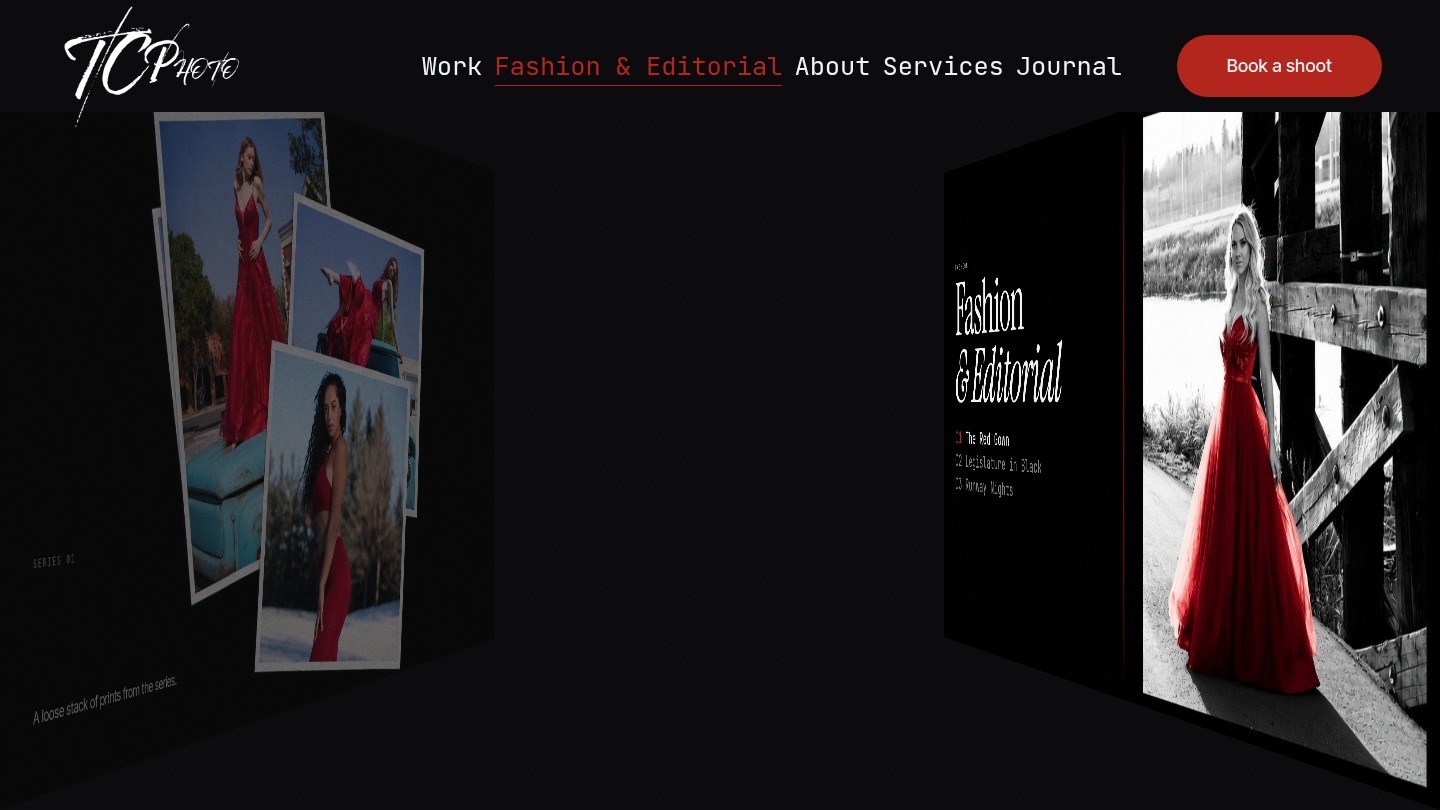 TCPHOTO
Work Fashion & Editorial About Services Journal
Book a shoot
SERIES 01
A loose stack of prints from the series.
FASHION
Fashion
& Editorial
01 The Red Gown
02 Legislature in Black
03 Runway Nights